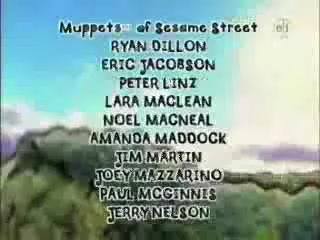 Muppets™ of Sesame Street
RYAN DILLON
ERIC JACOBSON
PETER LINZ
LARA MACLEAN
NOEL MACNEAL
AMANDA MADDOCK
JIM MARTIN
JOEY MAZZARINO
PAUL MCGINNIS
JERRY NELSON